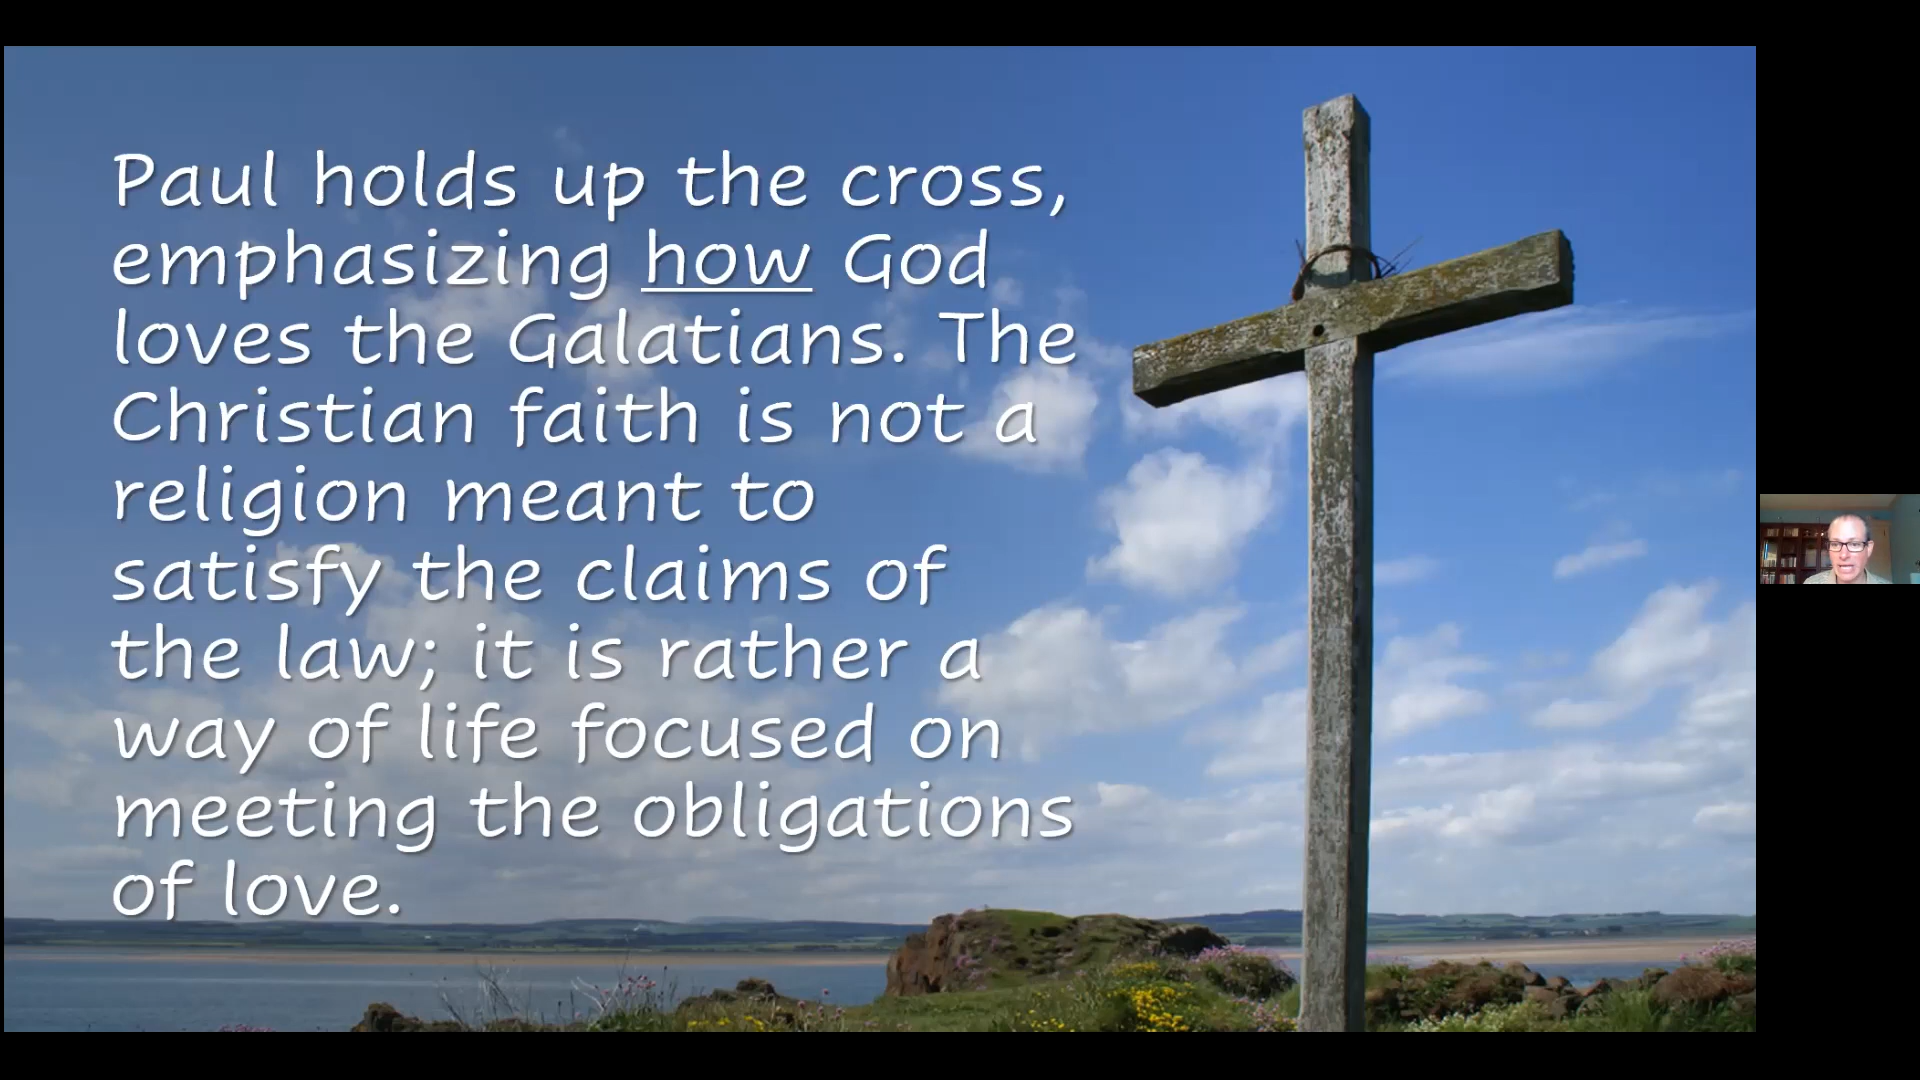 Paul holds up the cross,
emphasizing how God
loves the Galatians. The
Christian faith is not a
religion meant to
satisfy the claims of
the law; it is rather a
way of life focused on
meeting the obligations
of love.